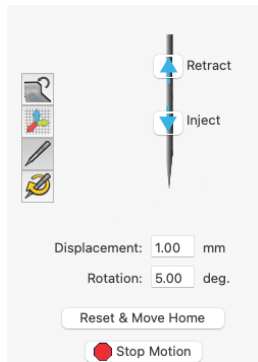 Retract
Inject
Displacement: 1.00 mm
Rotation: 5.00 deg.
Reset & Move Home
Stop Motion